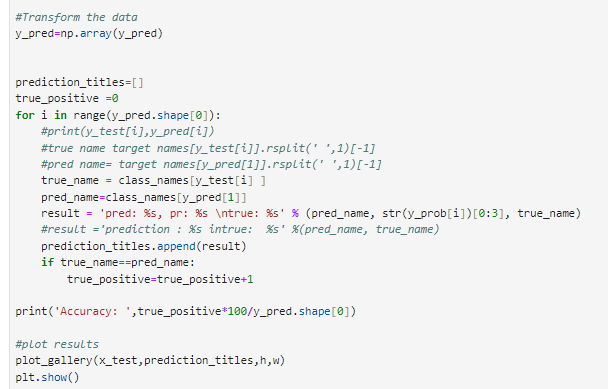 #Transform the data
y_pred=np.array(y_pred)
prediction_titles=[]
true_positive =0
for i in range(y_pred.shape[0]):
#print(y_test[i],y_pred[i])
#true name target names[y_test[i]].rsplit(' ',1)[-1]
#pred name= target names[y_pred[1]].rsplit(' ',1)[-1]
true_name = class_names[y_test[i] ]
pred_name=class_names[y_pred[1]]
result = 'pred: %s, pr: %s \ntrue: %s' % (pred_name, str(y_prob[i])[0:3], true_name)
#result ='prediction : %s intrue:  %s' %(pred_name, true_name)
prediction_titles.append(result)
if true_name==pred_name:
true_positive=true_positive+1
print('Accuracy: ',true_positive*100/y_pred.shape[0])
#plot results
plot_gallery(x_test,prediction_titles,h,w)
plt.show()